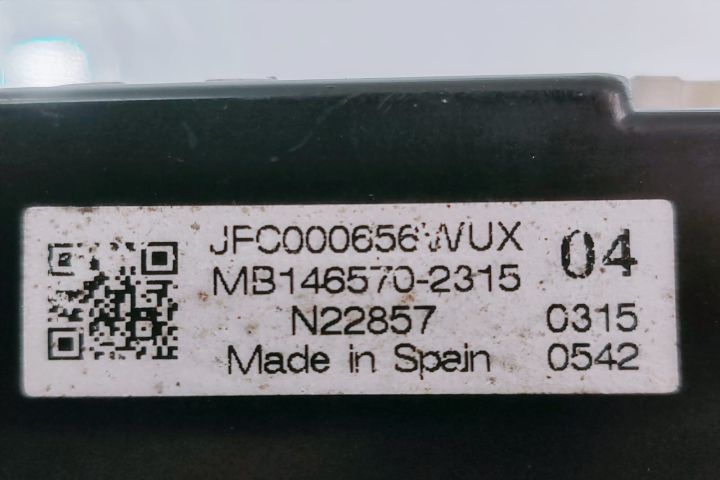 JFC000656WUX
MB146570-2315
04
N22857
0315
Made in Spain
0542